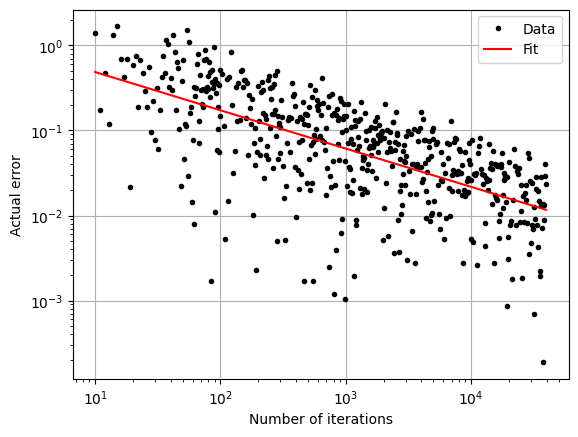 Data
Fit
10⁰
10⁻¹
10⁻²
10⁻³
Actual error
10¹
10²
10³
10⁴
Number of iterations